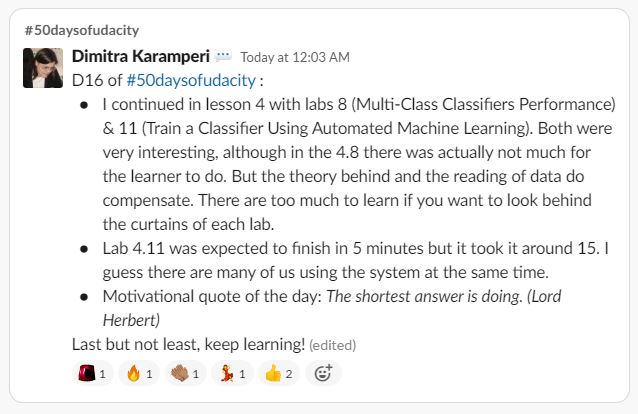 #50daysofudacity
Dimitra Karamperi 💬 Today at 12:03 AM
D16 of #50daysofudacity :
● I continued in lesson 4 with labs 8 (Multi-Class Classifiers Performance)
& 11 (Train a Classifier Using Automated Machine Learning). Both were
very interesting, although in the 4.8 there was actually not much for
the learner to do. But the theory behind and the reading of data do
compensate. There are too much to learn if you want to look behind
the curtains of each lab.
● Lab 4.11 was expected to finish in 5 minutes but it took it around 15. I
guess there are many of us using the system at the same time.
● Motivational quote of the day: The shortest answer is doing. (Lord
Herbert)
Last but not least, keep learning! (edited)
1 🔥 1 👋🏽 1 💃 1 👍 2